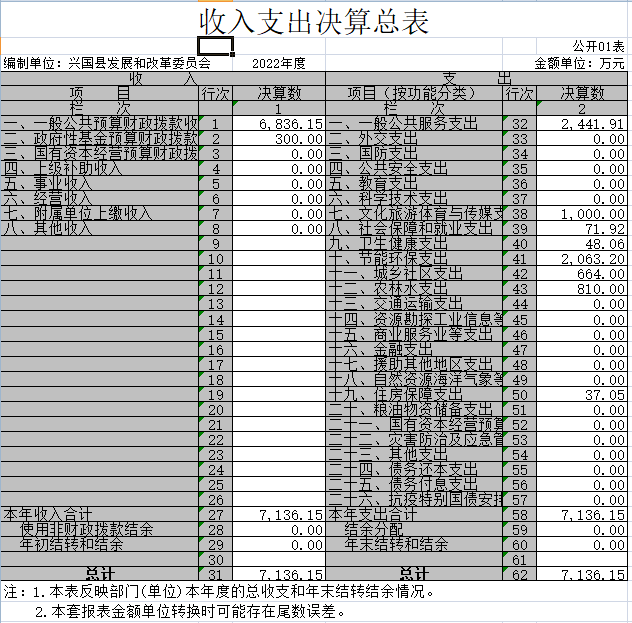 收入支出决算总表
公开01表
编制单位：兴国县发展和改革委员会 2022年度 金额单位：万元
收 入 支 出
项 目 行次 决算数 项目（按功能分类） 行次 决算数
栏 次 1 栏 次 2
一、一般公共预算财政拨款收 1 6,836.15 一、一般公共服务支出 32 2,441.91
二、政府性基金预算财政拨款 2 300.00 二、外交支出 33 0.00
三、国有资本经营预算财政拨 3 0.00 三、国防支出 34 0.00
四、上级补助收入 4 0.00 四、公共安全支出 35 0.00
五、事业收入 5 0.00 五、教育支出 36 0.00
六、经营收入 6 0.00 六、科学技术支出 37 0.00
七、附属单位上缴收入 7 0.00 七、文化旅游体育与传媒支 38 1,000.00
八、其他收入 8 0.00 八、社会保障和就业支出 39 71.92
9 九、卫生健康支出 40 48.06
10 十、节能环保支出 41 2,063.20
11 十一、城乡社区支出 42 664.00
12 十二、农林水支出 43 810.00
13 十三、交通运输支出 44 0.00
14 十四、资源勘探工业信息等 45 0.00
15 十五、商业服务业等支出 46 0.00
16 十六、金融支出 47 0.00
17 十七、援助其他地区支出 48 0.00
18 十八、自然资源海洋气象等 49 0.00
19 十九、住房保障支出 50 37.05
20 二十、粮油物资储备支出 51 0.00
21 二十一、国有资本经营预算 52 0.00
22 二十二、灾害防治及应急管 53 0.00
23 二十三、其他支出 54 0.00
24 二十四、债务还本支出 55 0.00
25 二十五、债务付息支出 56 0.00
26 二十六、抗疫特别国债安排 57 0.00
本年收入合计 27 7,136.15 本年支出合计 58 7,136.15
使用非财政拨款结余 28 0.00 结余分配 59 0.00
年初结转和结余 29 0.00 年末结转和结余 60 0.00
30 61
总计 31 7,136.15 总计 62 7,136.15
注：1.本表反映部门(单位)本年度的总收支和年末结转结余情况。
2.本套报表金额单位转换时可能存在尾数误差。